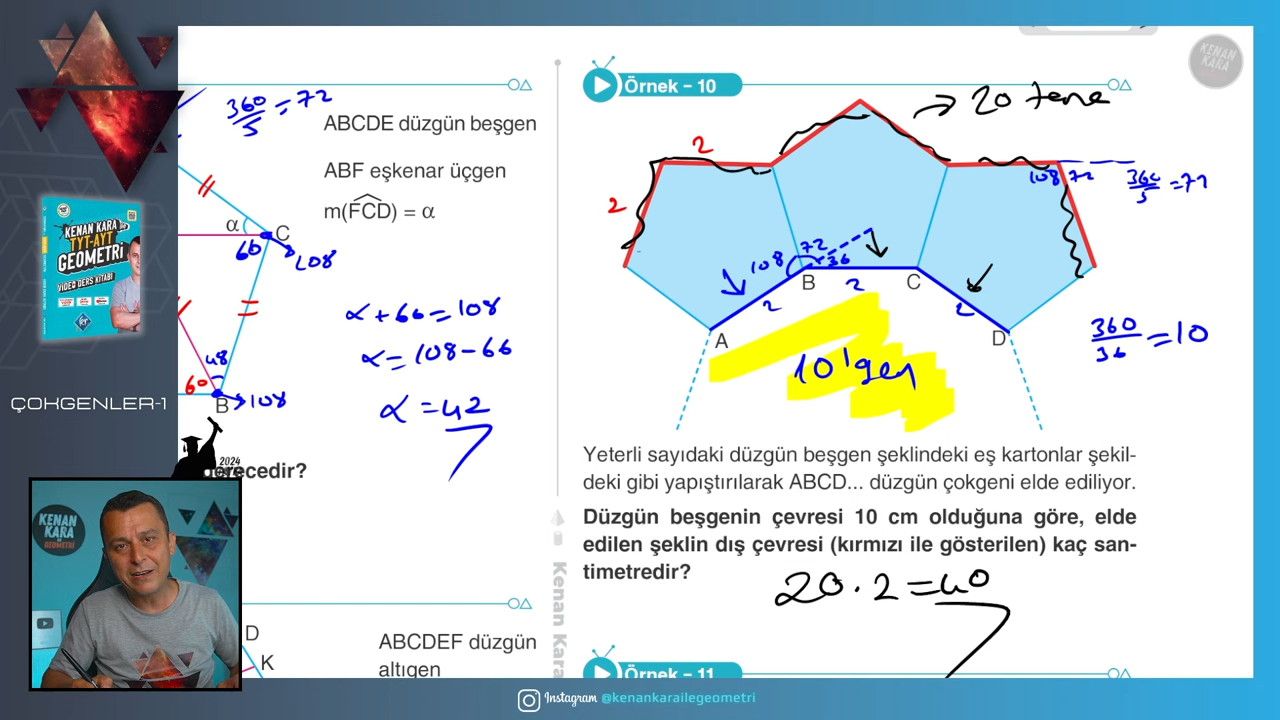 360/5 = 72
ABCDE düzgün beşgen
ABF eşkenar üçgen
m(FCD) = α
α
C
66
108
α + 66 = 108
α = 108 - 66
α = 42
48
60
B
108
2024
derecedir?
ABCDEF düzgün
altıgen
D
K
KENAN KARA
TYT-AYT
GEOMETRİ
VİDEO DERS KİTABI
ÇOKGENLER-1
KENAN KARA
GEOMETRİ
Kenan Kara
KENAN
KARA
Örnek - 10
20 tane
2
2
108 72
360/5 = 72
108
72
36
B
C
2
2
2
A
D
360/36 = 10
10'gen
Yeterli sayıdaki düzgün beşgen şeklindeki eş kartonlar şekil-
deki gibi yapıştırılarak ABCD... düzgün çokgeni elde ediliyor.
Düzgün beşgenin çevresi 10 cm olduğuna göre, elde
edilen şeklin dış çevresi (kırmızı ile gösterilen) kaç san-
timetredir?
20 . 2 = 40
Örnek - 11
Instagram @kenankarailegeometri